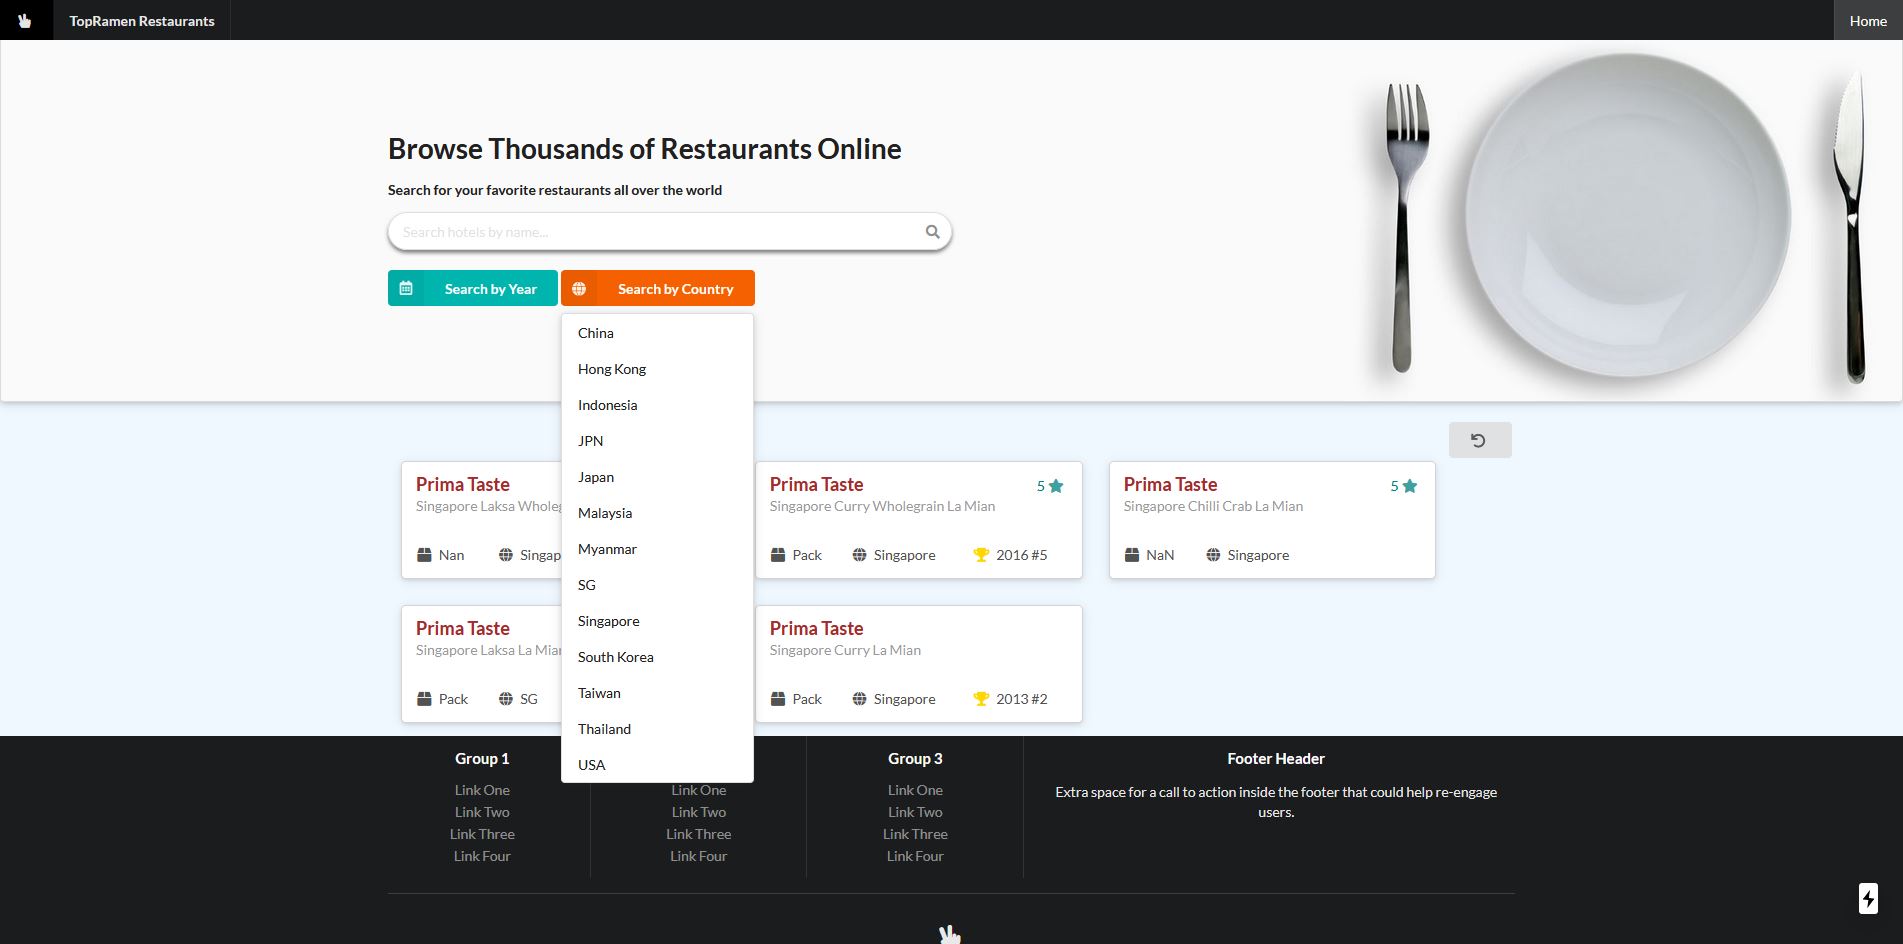 TopRamen Restaurants
Home
Browse Thousands of Restaurants Online
Search for your favorite restaurants all over the world
Search hotels by name...
Search by Year
Search by Country
China
Hong Kong
Indonesia
JPN
Japan
Malaysia
Myanmar
SG
Singapore
South Korea
Taiwan
Thailand
USA
Prima Taste
Singapore Laksa
Nan
Prima Taste
5
Singapore Curry Wholegrain La Mian
Pack
Singapore
2016 #5
Prima Taste
5
Singapore Chilli Crab La Mian
NaN
Singapore
Prima Taste
Singapore Laksa La
Pack
SG
Prima Taste
Singapore Curry La Mian
Pack
Singapore
2013 #2
Group 1
Link One
Link Two
Link Three
Link Four
Link One
Link Two
Link Three
Link Four
Group 3
Link One
Link Two
Link Three
Link Four
Footer Header
Extra space for a call to action inside the footer that could help re-engage
users.